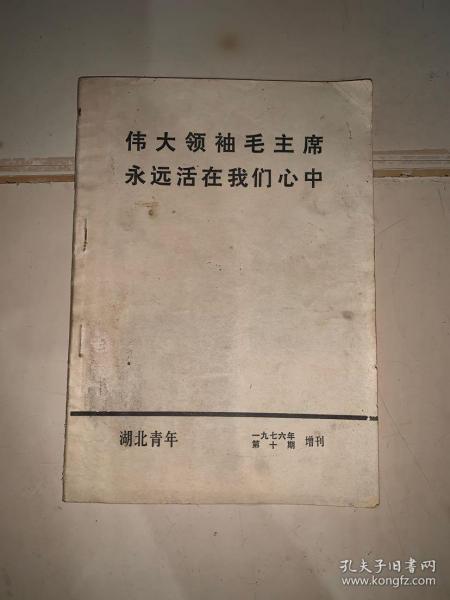 伟大领袖毛主席
永远活在我们心中
湖北青年
一九七六年
第十期
增刊
孔夫子旧书网
www.kongfz.com